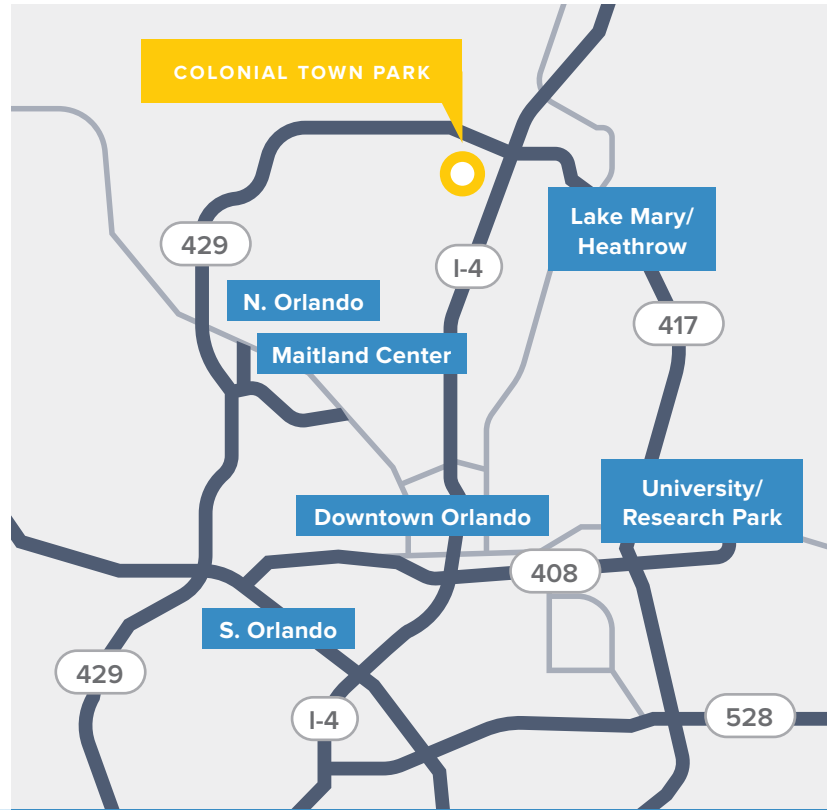 COLONIAL TOWN PARK
Lake Mary/
Heathrow
429
I-4
N. Orlando
417
Maitland Center
University/
Research Park
Downtown Orlando
408
S. Orlando
429
I-4
528